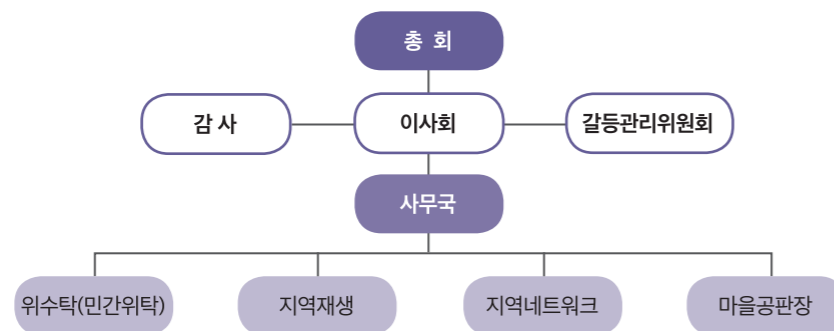 총 회
감 사
이사회
갈등관리위원회
사무국
위수탁(민간위탁)
지역재생
지역네트워크
마을공판장